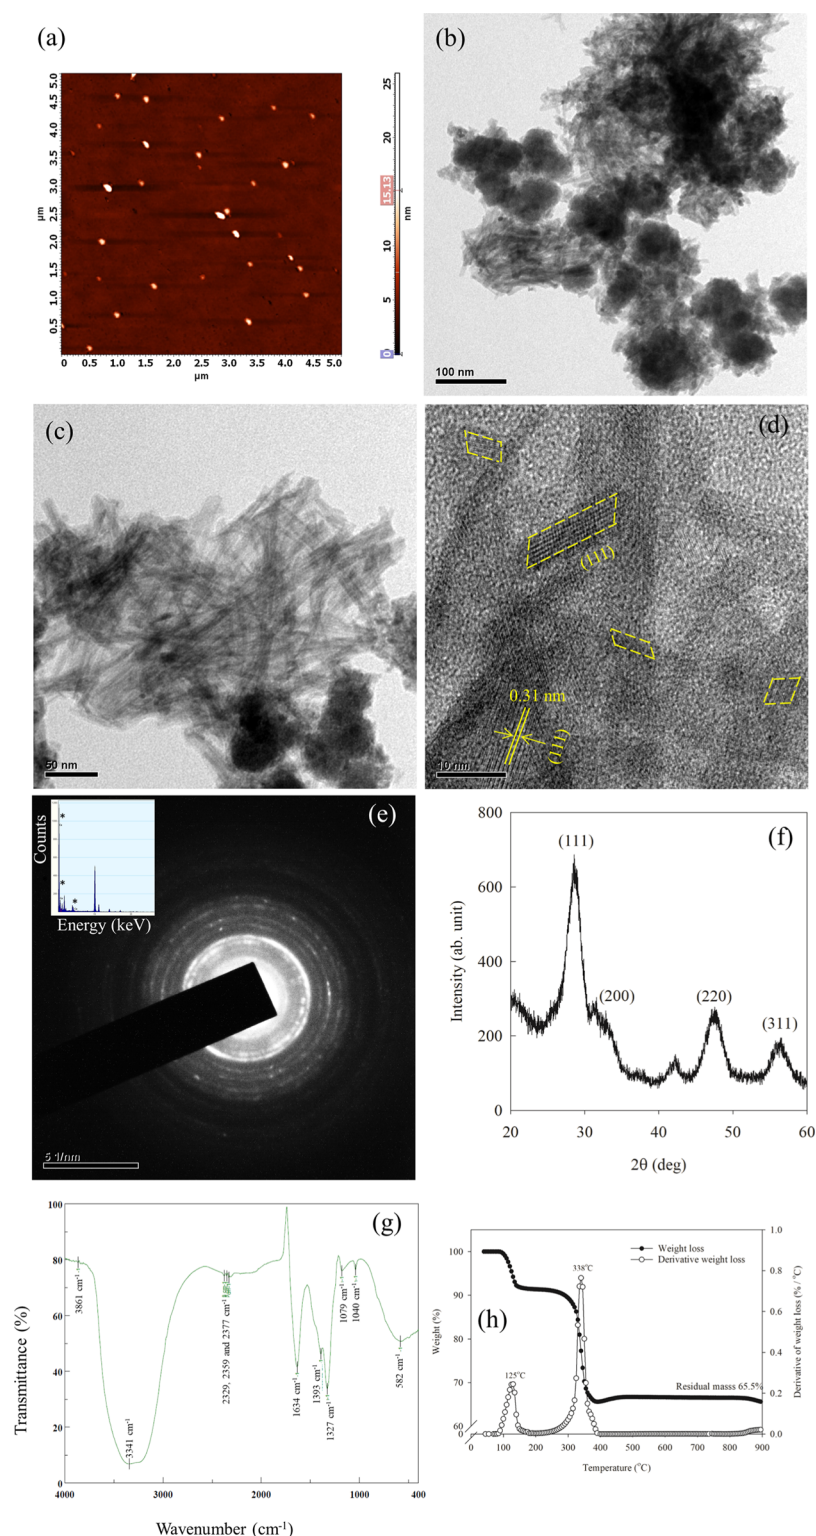 (a)
5.0
4.5
4.0
3.5
3.0
2.5
2.0
1.5
1.0
0.5
µm
0 0.5 1.0 1.5 2.0 2.5 3.0 3.5 4.0 4.5 5.0
µm
25
20
15.13
10
5
0
nm
(b)
100 nm
(c)
50 nm
(d)
(111)
0.31 nm
(111)
10 nm
(e)
Counts
*
*
*
Energy (keV)
5 1/nm
(f)
800
600
400
200
0
Intensity (ab. unit)
(111)
(200)
(220)
(311)
20 30 40 50 60
2θ (deg)
(g)
100
80
60
40
20
0
Transmittance (%)
3861 cm⁻¹
3341 cm⁻¹
2329, 2359 and 2377 cm⁻¹
1634 cm⁻¹
1393 cm⁻¹
1327 cm⁻¹
1079 cm⁻¹
1040 cm⁻¹
582 cm⁻¹
4000 3000 2000 1000 400
Wavenumber (cm⁻¹)
(h)
100
90
80
70
60
60
Weight (%)
Weight loss
Derivative weight loss
338°C
125°C
Residual masss 65.5%
1.0
0.8
0.6
0.4
0.2
0.0
Derivative of weight loss (% / °C)
0 100 200 300 400 500 600 700 800 900
Temperature (°C)